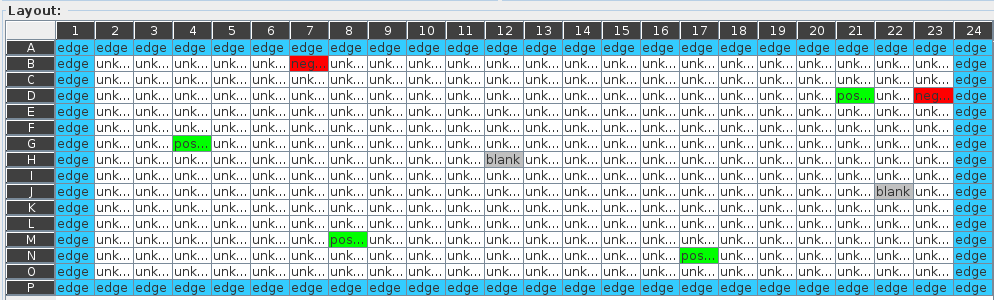 Layout:
1 2 3 4 5 6 7 8 9 10 11 12 13 14 15 16 17 18 19 20 21 22 23 24
A edge edge edge edge edge edge edge edge edge edge edge edge edge edge edge edge edge edge edge edge edge edge edge edge
B edge unk... unk... unk... unk... unk... neg... unk... unk... unk... unk... unk... unk... unk... unk... unk... unk... unk... unk... unk... unk... unk... unk... edge
C edge unk... unk... unk... unk... unk... unk... unk... unk... unk... unk... unk... unk... unk... unk... unk... unk... unk... unk... unk... unk... unk... unk... edge
D edge unk... unk... unk... unk... unk... unk... unk... unk... unk... unk... unk... unk... unk... unk... unk... unk... unk... unk... unk... pos... unk... neg... edge
E edge unk... unk... unk... unk... unk... unk... unk... unk... unk... unk... unk... unk... unk... unk... unk... unk... unk... unk... unk... unk... unk... unk... edge
F edge unk... unk... unk... unk... unk... unk... unk... unk... unk... unk... unk... unk... unk... unk... unk... unk... unk... unk... unk... unk... unk... unk... edge
G edge unk... unk... pos... unk... unk... unk... unk... unk... unk... unk... unk... unk... unk... unk... unk... unk... unk... unk... unk... unk... unk... unk... edge
H edge unk... unk... unk... unk... unk... unk... unk... unk... unk... unk... blank unk... unk... unk... unk... unk... unk... unk... unk... unk... unk... unk... edge
I edge unk... unk... unk... unk... unk... unk... unk... unk... unk... unk... unk... unk... unk... unk... unk... unk... unk... unk... unk... unk... unk... unk... edge
J edge unk... unk... unk... unk... unk... unk... unk... unk... unk... unk... unk... unk... unk... unk... unk... unk... unk... unk... unk... unk... blank unk... edge
K edge unk... unk... unk... unk... unk... unk... unk... unk... unk... unk... unk... unk... unk... unk... unk... unk... unk... unk... unk... unk... unk... unk... edge
L edge unk... unk... unk... unk... unk... unk... unk... unk... unk... unk... unk... unk... unk... unk... unk... unk... unk... unk... unk... unk... unk... unk... edge
M edge unk... unk... unk... unk... unk... unk... pos... unk... unk... unk... unk... unk... unk... unk... unk... unk... unk... unk... unk... unk... unk... unk... edge
N edge unk... unk... unk... unk... unk... unk... unk... unk... unk... unk... unk... unk... unk... unk... unk... pos... unk... unk... unk... unk... unk... unk... edge
O edge unk... unk... unk... unk... unk... unk... unk... unk... unk... unk... unk... unk... unk... unk... unk... unk... unk... unk... unk... unk... unk... unk... edge
P edge edge edge edge edge edge edge edge edge edge edge edge edge edge edge edge edge edge edge edge edge edge edge edge